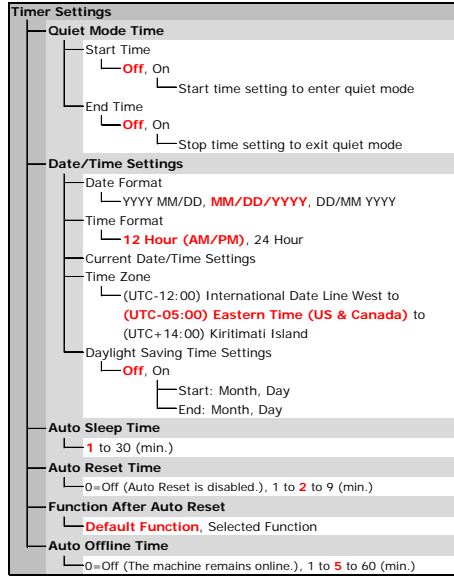 Timer Settings
Quiet Mode Time
Start Time
Off, On
Start time setting to enter quiet mode
End Time
Off, On
Stop time setting to exit quiet mode
Date/Time Settings
Date Format
YYYY MM/DD, MM/DD/YYYY, DD/MM YYYY
Time Format
12 Hour (AM/PM), 24 Hour
Current Date/Time Settings
Time Zone
(UTC-12:00) International Date Line West to
(UTC-05:00) Eastern Time (US & Canada) to
(UTC+14:00) Kiritimati Island
Daylight Saving Time Settings
Off, On
Start: Month, Day
End: Month, Day
Auto Sleep Time
1 to 30 (min.)
Auto Reset Time
0=Off (Auto Reset is disabled.), 1 to 2 to 9 (min.)
Function After Auto Reset
Default Function, Selected Function
Auto Offline Time
0=Off (The machine remains online.), 1 to 5 to 60 (min.)